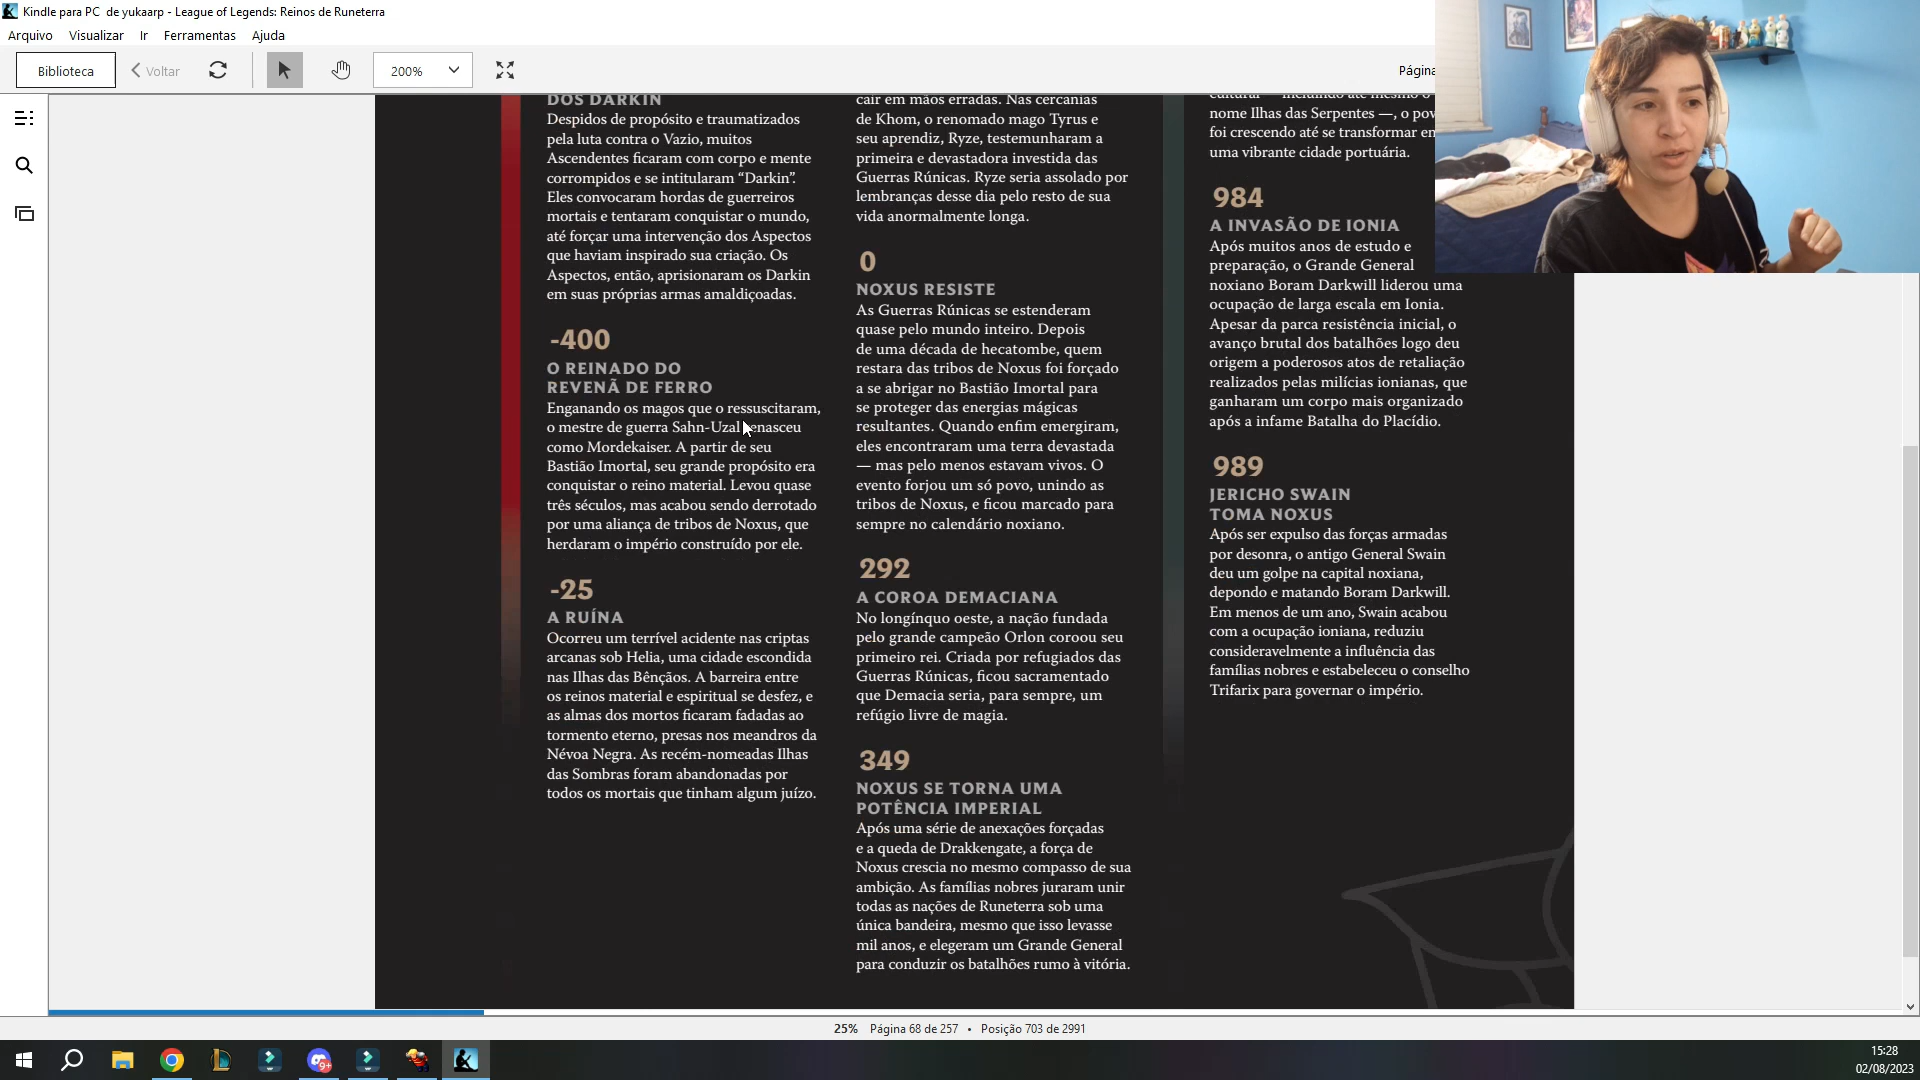 Kindle para PC de yukaarp - League of Legends: Reinos de Runeterra
Arquivo Visualizar Ir Ferramentas Ajuda
Biblioteca
Voltar
200%
Página
DOS DARKIN
Despidos de propósito e traumatizados
pela luta contra o Vazio, muitos
Ascendentes ficaram com corpo e mente
corrompidos e se intitularam “Darkin”.
Eles convocaram hordas de guerreiros
mortais e tentaram conquistar o mundo,
até forçar uma intervenção dos Aspectos
que haviam inspirado sua criação. Os
Aspectos, então, aprisionaram os Darkin
em suas próprias armas amaldiçoadas.
-400
O REINADO DO
REVENÃ DE FERRO
Enganando os magos que o ressuscitaram,
o mestre de guerra Sahn-Uzal renasceu
como Mordekaiser. A partir de seu
Bastião Imortal, seu grande propósito era
conquistar o reino material. Levou quase
três séculos, mas acabou sendo derrotado
por uma aliança de tribos de Noxus, que
herdaram o império construído por ele.
-25
A RUÍNA
Ocorreu um terrível acidente nas criptas
arcanas sob Helia, uma cidade escondida
nas Ilhas das Bênçãos. A barreira entre
os reinos material e espiritual se desfez, e
as almas dos mortos ficaram fadadas ao
tormento eterno, presas nos meandros da
Névoa Negra. As recém-nomeadas Ilhas
das Sombras foram abandonadas por
todos os mortais que tinham algum juízo.
cair em mãos erradas. Nas cercanias
de Khom, o renomado mago Tyrus e
seu aprendiz, Ryze, testemunharam a
primeira e devastadora investida das
Guerras Rúnicas. Ryze seria assolado por
lembranças desse dia pelo resto de sua
vida anormalmente longa.
0
NOXUS RESISTE
As Guerras Rúnicas se estenderam
quase pelo mundo inteiro. Depois
de uma década de hecatombe, quem
restara das tribos de Noxus foi forçado
a se abrigar no Bastião Imortal para
se proteger das energias mágicas
resultantes. Quando enfim emergiram,
eles encontraram uma terra devastada
— mas pelo menos estavam vivos. O
evento forjou um só povo, unindo as
tribos de Noxus, e ficou marcado para
sempre no calendário noxiano.
292
A COROA DEMACIANA
No longínquo oeste, a nação fundada
pelo grande campeão Orlon coroou seu
primeiro rei. Criada por refugiados das
Guerras Rúnicas, ficou sacramentado
que Demacia seria, para sempre, um
refúgio livre de magia.
349
NOXUS SE TORNA UMA
POTÊNCIA IMPERIAL
Após uma série de anexações forçadas
e a queda de Drakkengate, a força de
Noxus crescia no mesmo compasso de sua
ambição. As famílias nobres juraram unir
todas as nações de Runeterra sob uma
única bandeira, mesmo que isso levasse
mil anos, e elegeram um Grande General
para conduzir os batalhões rumo à vitória.
cultural — incluindo até mesmo o
nome Ilhas das Serpentes —, o pov
foi crescendo até se transformar em
uma vibrante cidade portuária.
984
A INVASÃO DE IONIA
Após muitos anos de estudo e
preparação, o Grande General
noxiano Boram Darkwill liderou uma
ocupação de larga escala em Ionia.
Apesar da parca resistência inicial, o
avanço brutal dos batalhões logo deu
origem a poderosos atos de retaliação
realizados pelas milícias ionianas, que
ganharam um corpo mais organizado
após a infame Batalha do Placídio.
989
JERICHO SWAIN
TOMA NOXUS
Após ser expulso das forças armadas
por desonra, o antigo General Swain
deu um golpe na capital noxiana,
depondo e matando Boram Darkwill.
Em menos de um ano, Swain acabou
com a ocupação ioniana, reduziu
consideravelmente a influência das
famílias nobres e estabeleceu o conselho
Trifarix para governar o império.
25% Página 68 de 257 • Posição 703 de 2991
9+
15:28
02/08/2023